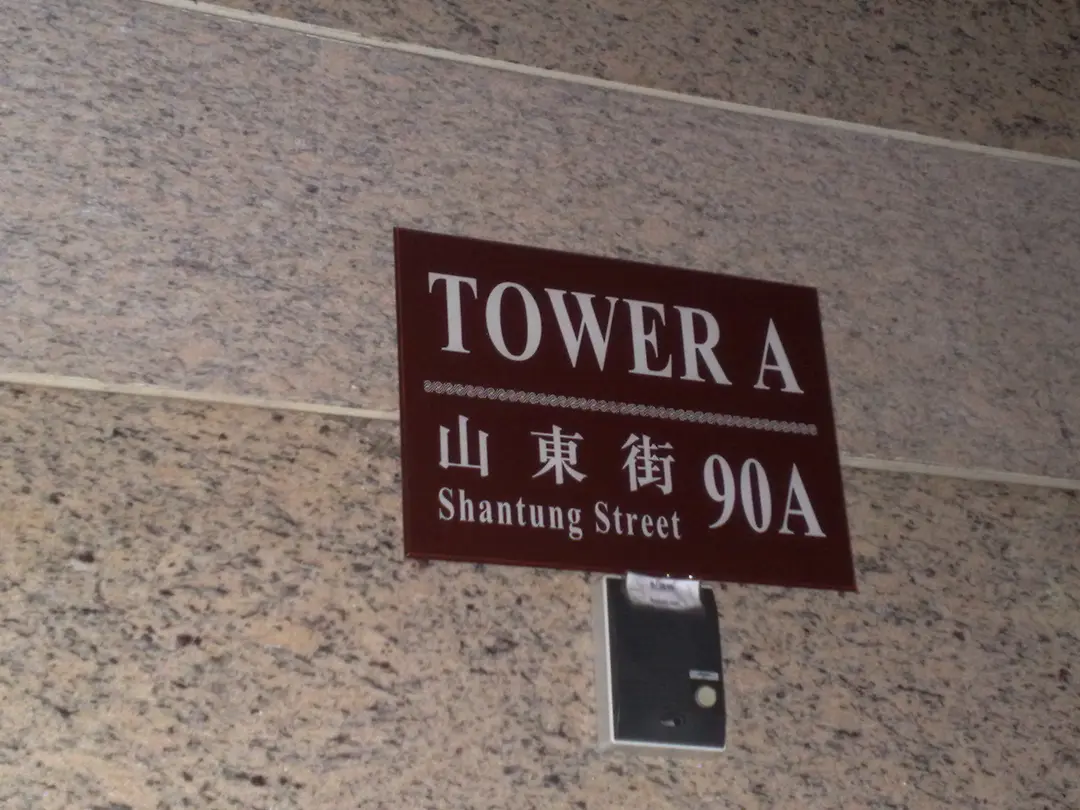 TOWER A
山東街
Shantung Street
90A